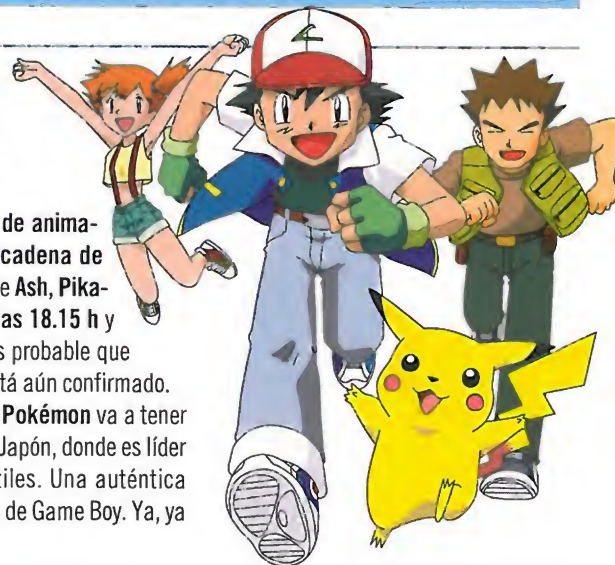 de anima-
cadena de
e Ash, Pika-
as 18.15 h y
s probable que
tá aún confirmado.
Pokémon va a tener
Japón, donde es líder
tiles. Una auténtica
de Game Boy. Ya, ya